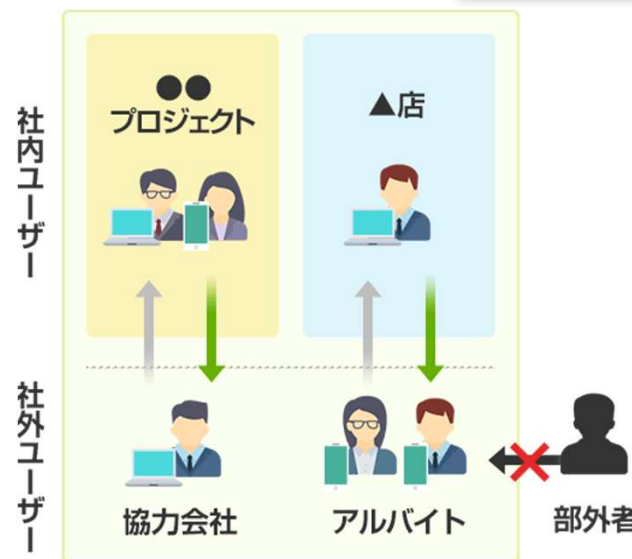 ●●
プロジェクト
▲店
社内ユーザー
社外ユーザー
協力会社
アルバイト
部外者